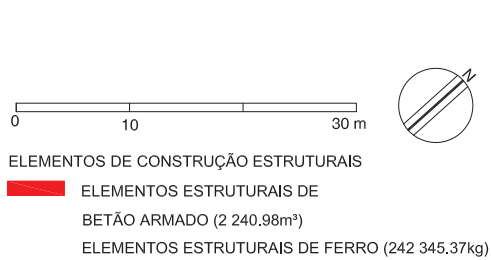 N
0 10 30 m
ELEMENTOS DE CONSTRUÇÃO ESTRUTURAIS
ELEMENTOS ESTRUTURAIS DE
BETÃO ARMADO (2 240.98m³)
ELEMENTOS ESTRUTURAIS DE FERRO (242 345.37kg)